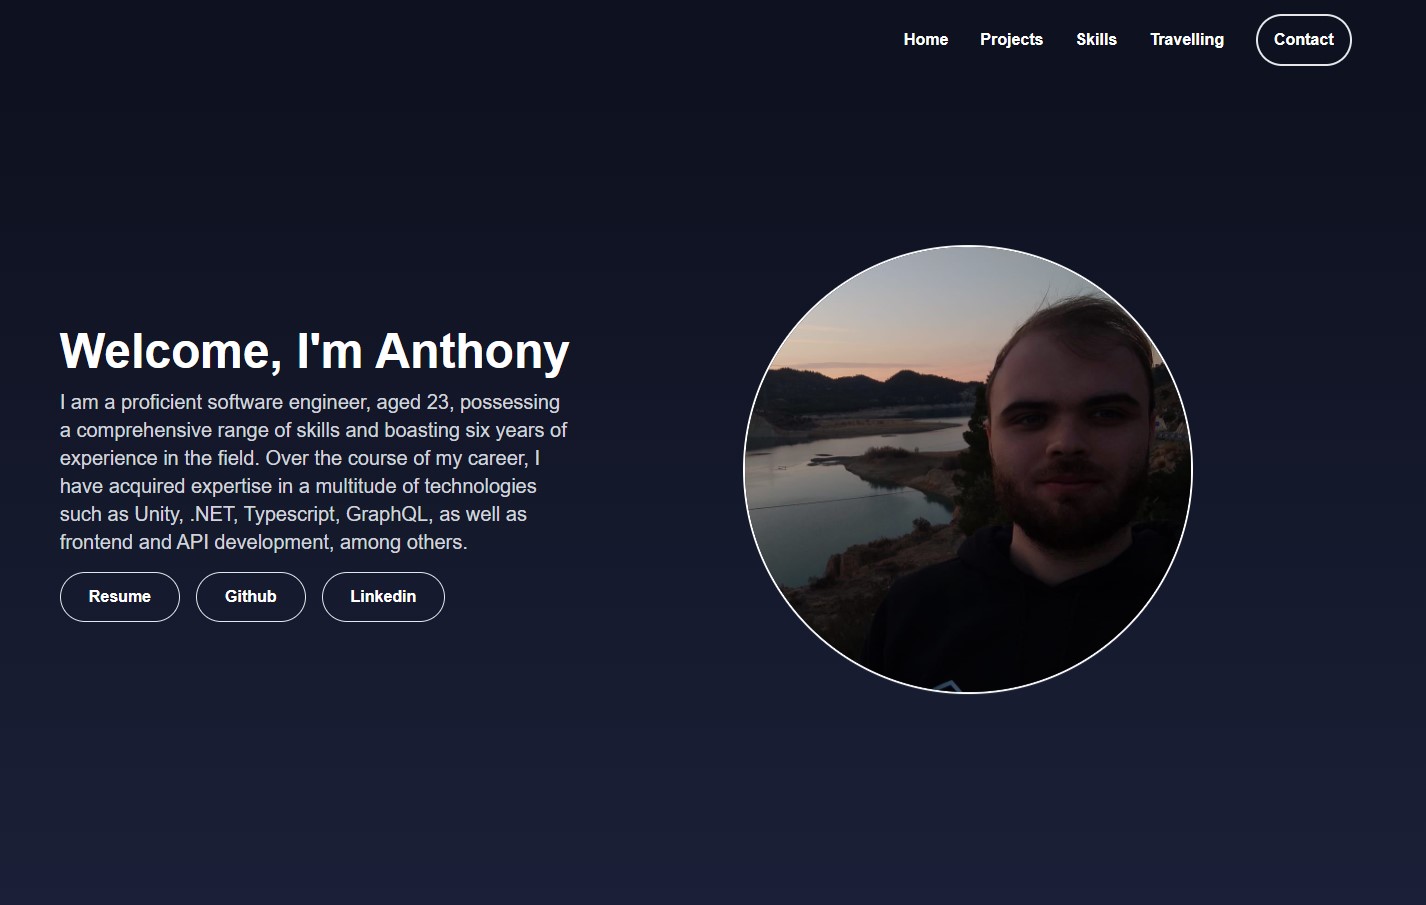 Home Projects Skills Travelling Contact
Welcome, I'm Anthony
I am a proficient software engineer, aged 23, possessing
a comprehensive range of skills and boasting six years of
experience in the field. Over the course of my career, I
have acquired expertise in a multitude of technologies
such as Unity, .NET, Typescript, GraphQL, as well as
frontend and API development, among others.
Resume Github Linkedin